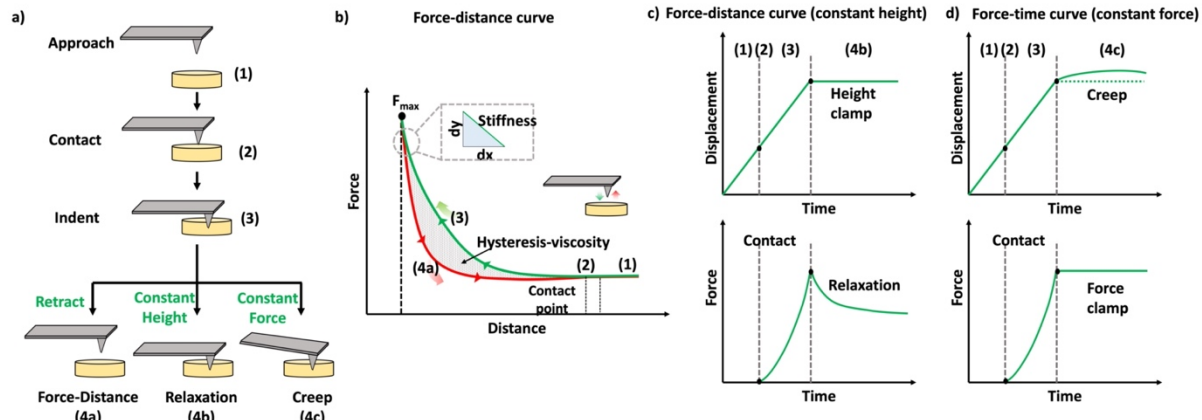 a)
Approach
(1)
Contact
(2)
Indent
(3)
Retract
Constant
Height
Constant
Force
Force-Distance
(4a)
Relaxation
(4b)
Creep
(4c)
b)
Force-distance curve
Fmax
Stiffness
dy
dx
Force
(3)
Hysteresis-viscosity
(4a)
(2)
(1)
Contact
point
Distance
c) Force-distance curve (constant height)
(1) (2) (3) (4b)
Displacement
Height
clamp
Time
Contact
Force
Relaxation
Time
d) Force-time curve (constant force)
(1) (2) (3) (4c)
Displacement
Creep
Time
Contact
Force
Force
clamp
Time